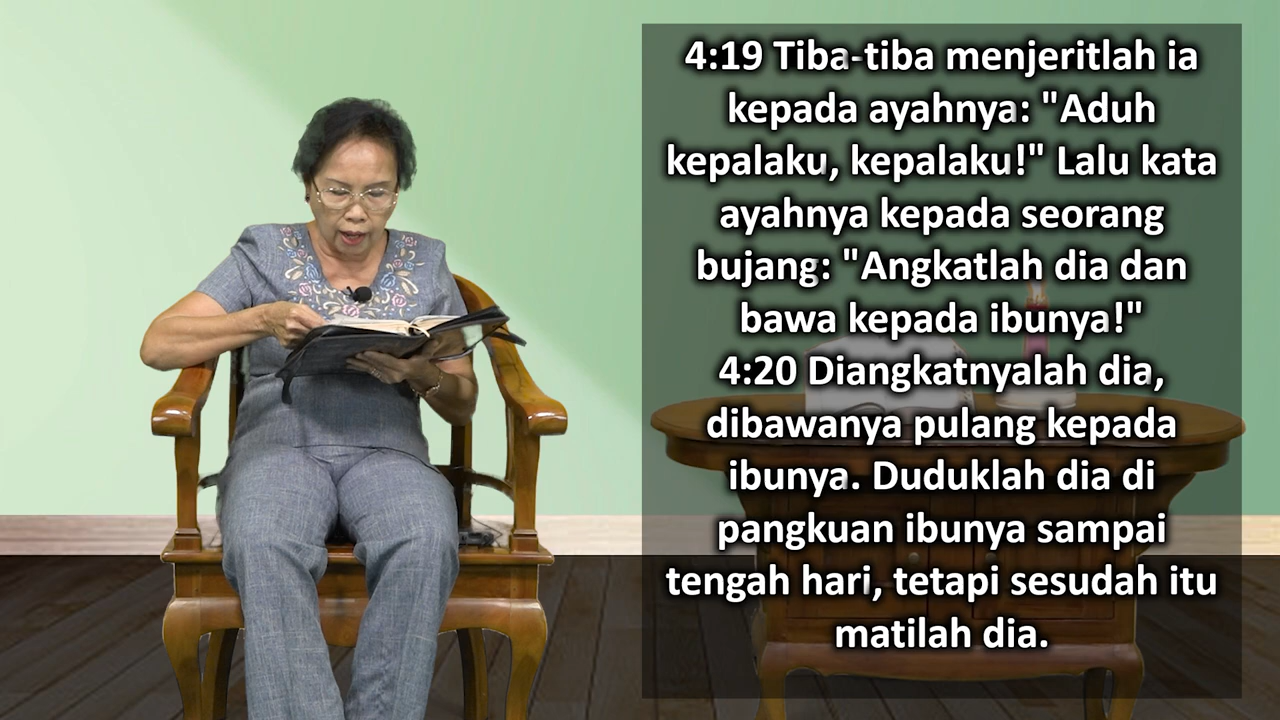 4:19 Tiba-tiba menjeritlah ia
kepada ayahnya: "Aduh
kepalaku, kepalaku!" Lalu kata
ayahnya kepada seorang
bujang: "Angkatlah dia dan
bawa kepada ibunya!"
4:20 Diangkatnyalah dia,
dibawanya pulang kepada
ibunya. Duduklah dia di
pangkuan ibunya sampai
tengah hari, tetapi sesudah itu
matilah dia.